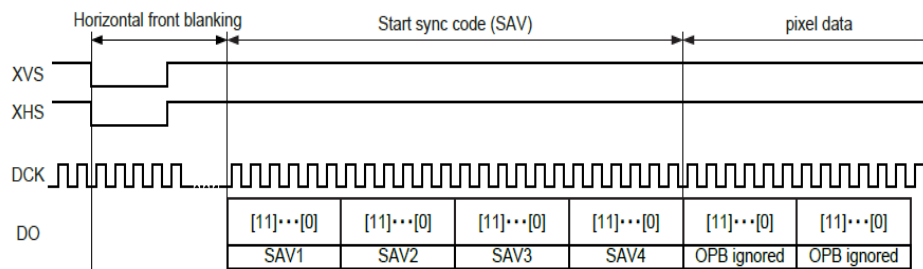 Horizontal front blanking Start sync code (SAV) pixel data
XVS
XHS
DCK
DO [11]···[0] [11]···[0] [11]···[0] [11]···[0] [11]···[0] [11]···[0]
SAV1 SAV2 SAV3 SAV4 OPB ignored OPB ignored